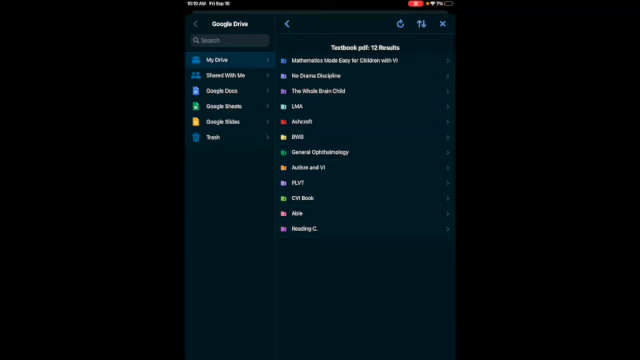 10:10 AM Fri Sep 16
7%
Google Drive
Search
My Drive
Shared With Me
Google Docs
Google Sheets
Google Slides
Trash
Textbook pdf: 12 Results
Mathematics Made Easy for Children with VI
No Drama Discipline
The Whole Brain Child
LMA
Ashcroft
BWB
General Ophthalmology
Autism and VI
PLVT
CVI Book
Able
Reading C.